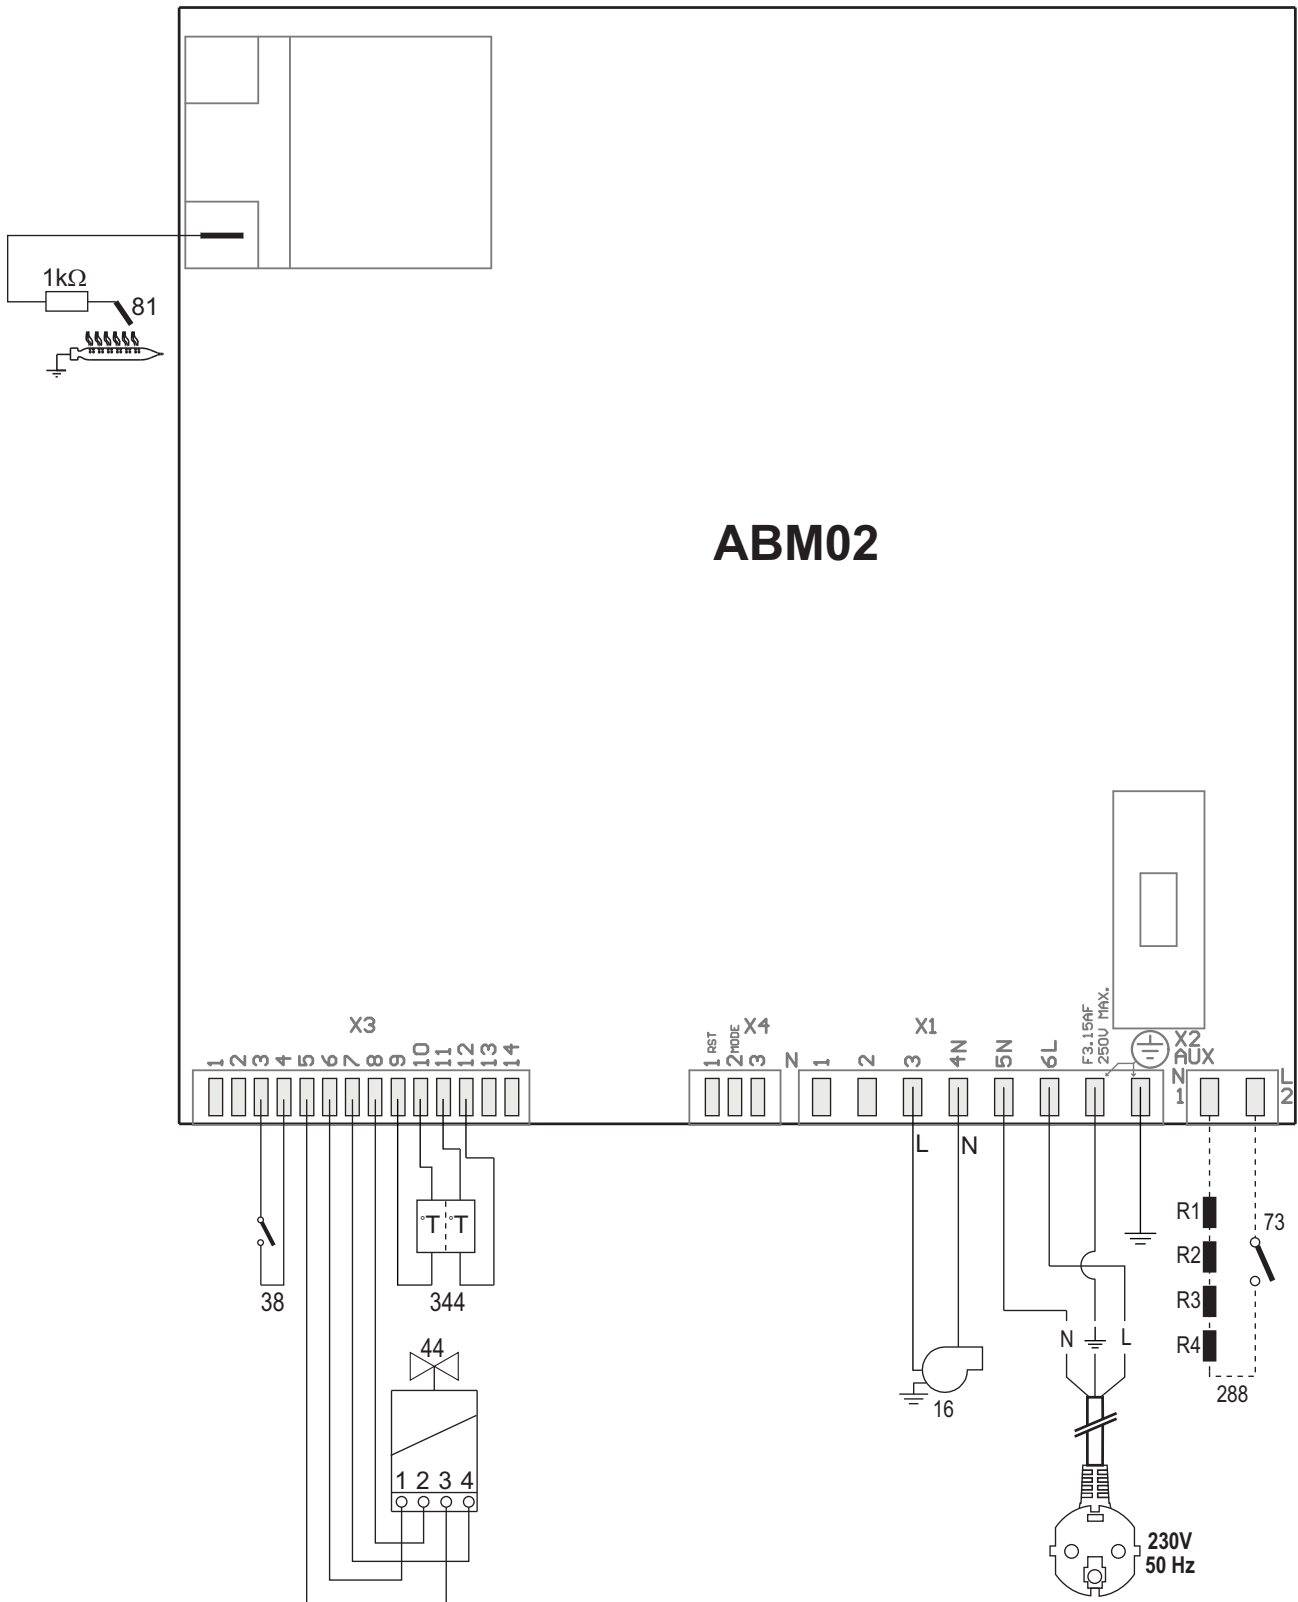 1kΩ
81
ABM02
X3
1 2 3 4 5 6 7 8 9 10 11 12 13 14
X4
1 RST
2 MODE
3
X1
N 1 2 3 4N 5N 6L
F3.15AF
250V MAX.
X2
AUX
N
1
L
2
L N
°T °T
38
344
R1
R2
R3
R4
73
288
N L
44
16
1 2 3 4
230V
50 Hz